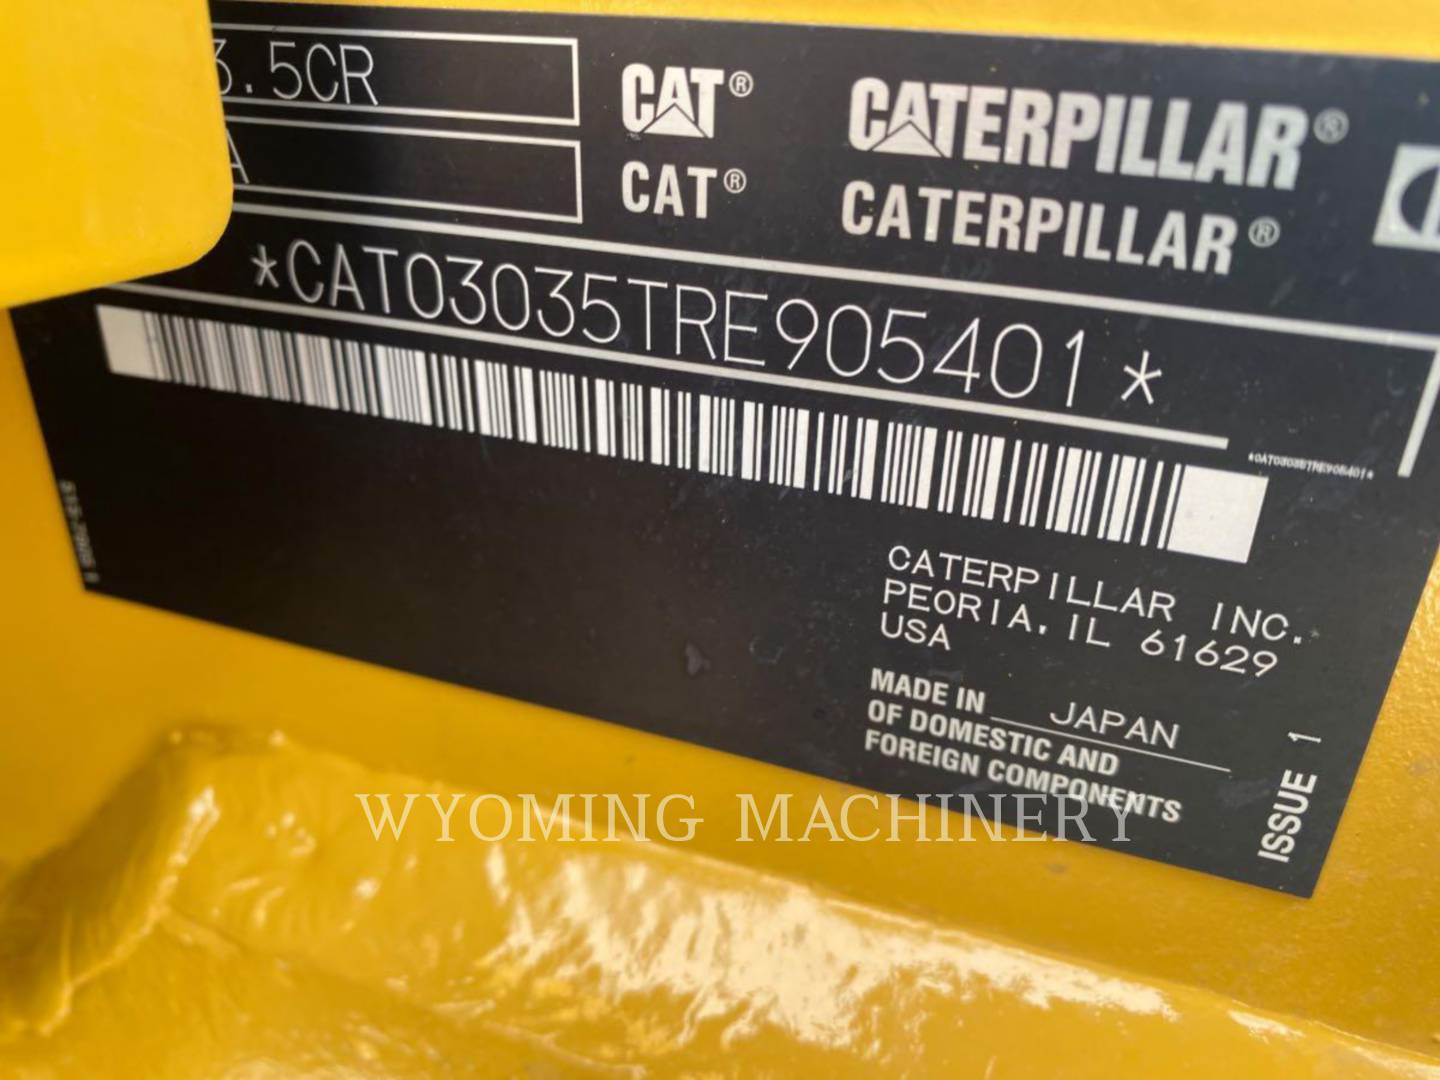 3.5CR
A
CAT®
CAT®
CATERPILLAR®
CATERPILLAR®
*CAT03035TRE905401*
*CAT03035TRE905401*
CATERPILLAR INC.
PEORIA, IL 61629
USA
MADE IN JAPAN
OF DOMESTIC AND
FOREIGN COMPONENTS
ISSUE 1
WYOMING MACHINERY